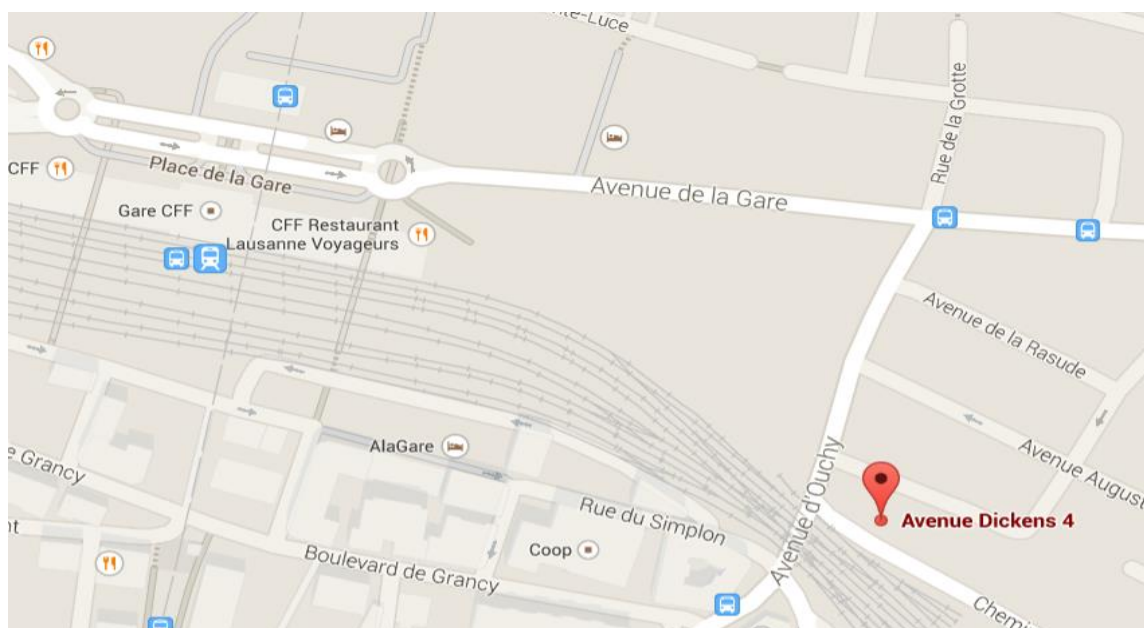 te-Luce
Rue de la Grotte
CFF
Place de la Gare
Avenue de la Gare
Gare CFF
CFF Restaurant
Lausanne Voyageurs
Avenue de la Rasude
AlaGare
Avenue d'Ouchy
Avenue August
e Grancy
Avenue Dickens 4
Rue du Simplon
nt
Coop
Boulevard de Grancy
Chemin